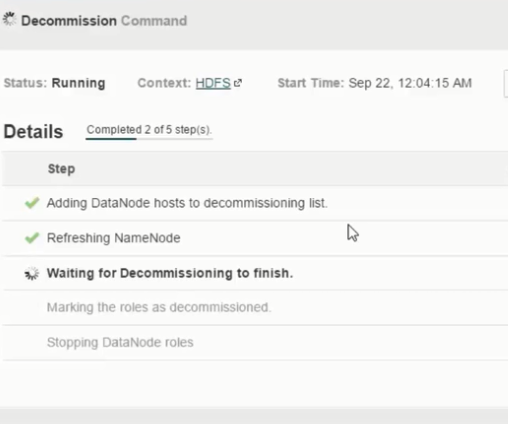 Decommission Command
Status: Running Context: HDFS Start Time: Sep 22, 12:04:15 AM
Details Completed 2 of 5 step(s).
Step
Adding DataNode hosts to decommissioning list.
Refreshing NameNode
Waiting for Decommissioning to finish.
Marking the roles as decommissioned.
Stopping DataNode roles